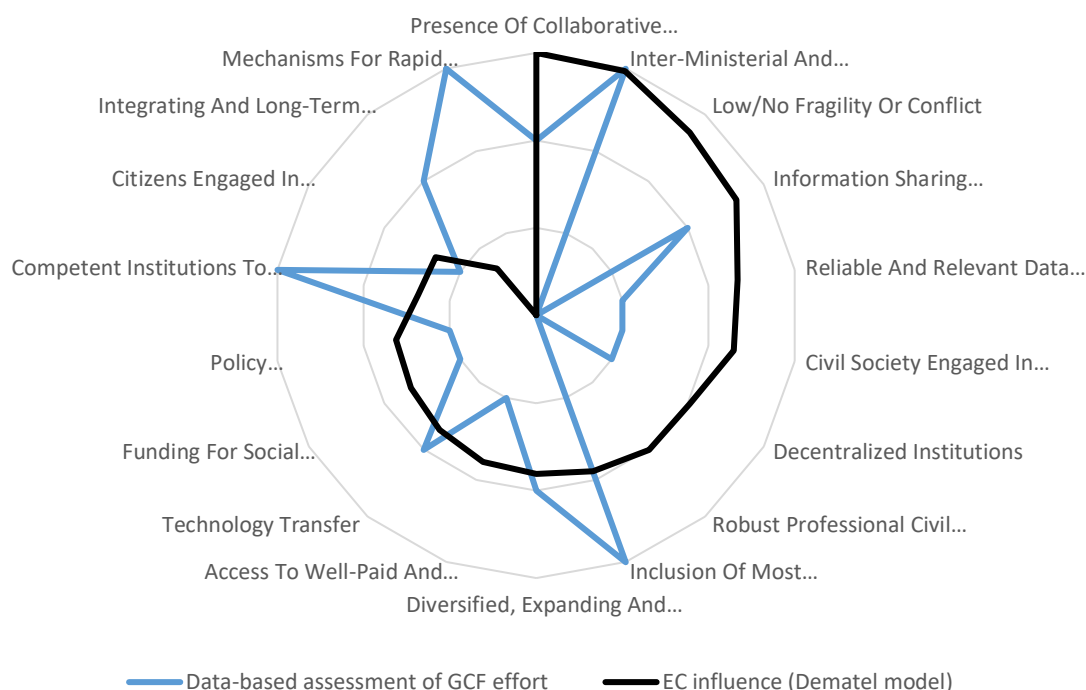 Presence Of Collaborative…
Inter-Ministerial And…
Low/No Fragility Or Conflict
Information Sharing…
Reliable And Relevant Data…
Civil Society Engaged In…
Decentralized Institutions
Robust Professional Civil…
Inclusion Of Most…
Diversified, Expanding And…
Access To Well-Paid And…
Technology Transfer
Funding For Social…
Policy…
Competent Institutions To…
Citizens Engaged In…
Integrating And Long-Term…
Mechanisms For Rapid…
Data-based assessment of GCF effort
EC influence (Dematel model)